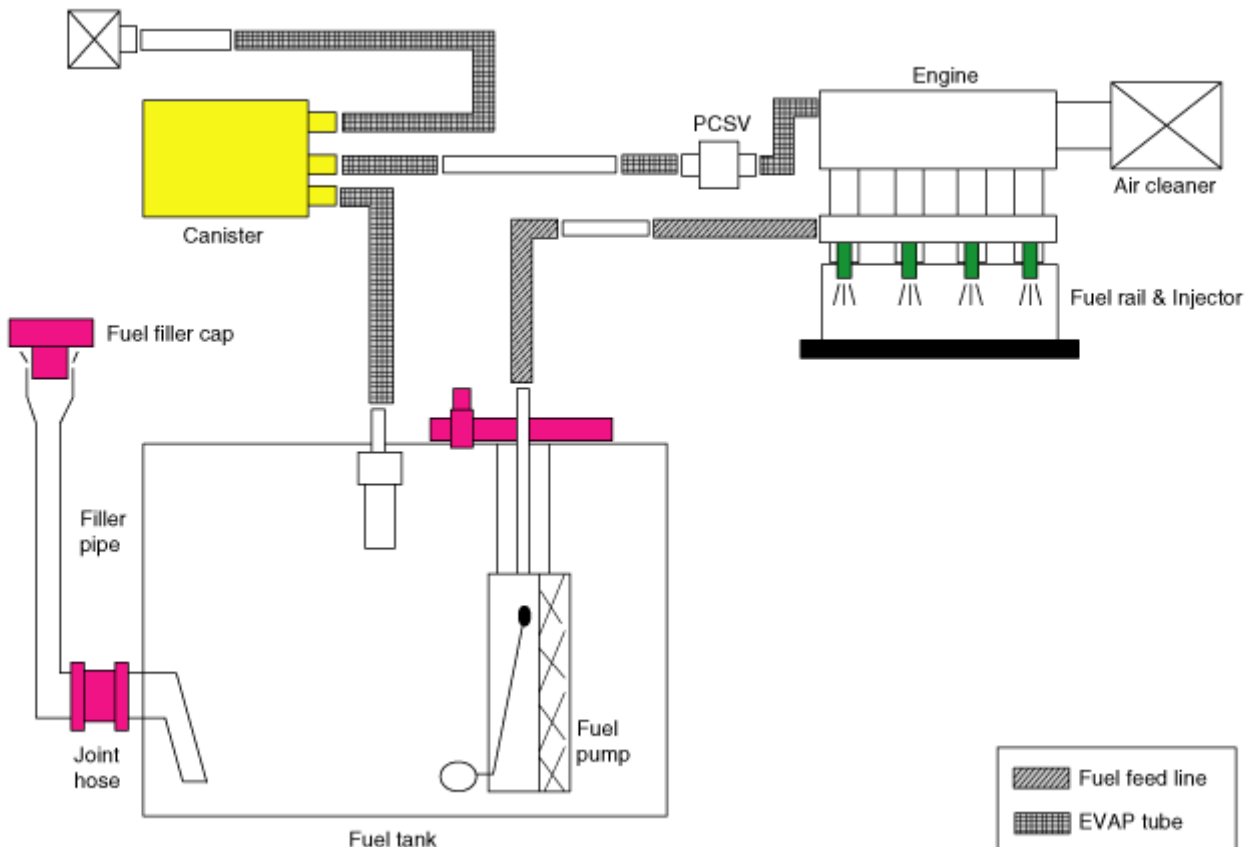 Engine
PCSV
Air cleaner
Canister
Fuel rail & Injector
Fuel filler cap
Filler
pipe
Joint
hose
Fuel
pump
Fuel tank
Fuel feed line
EVAP tube